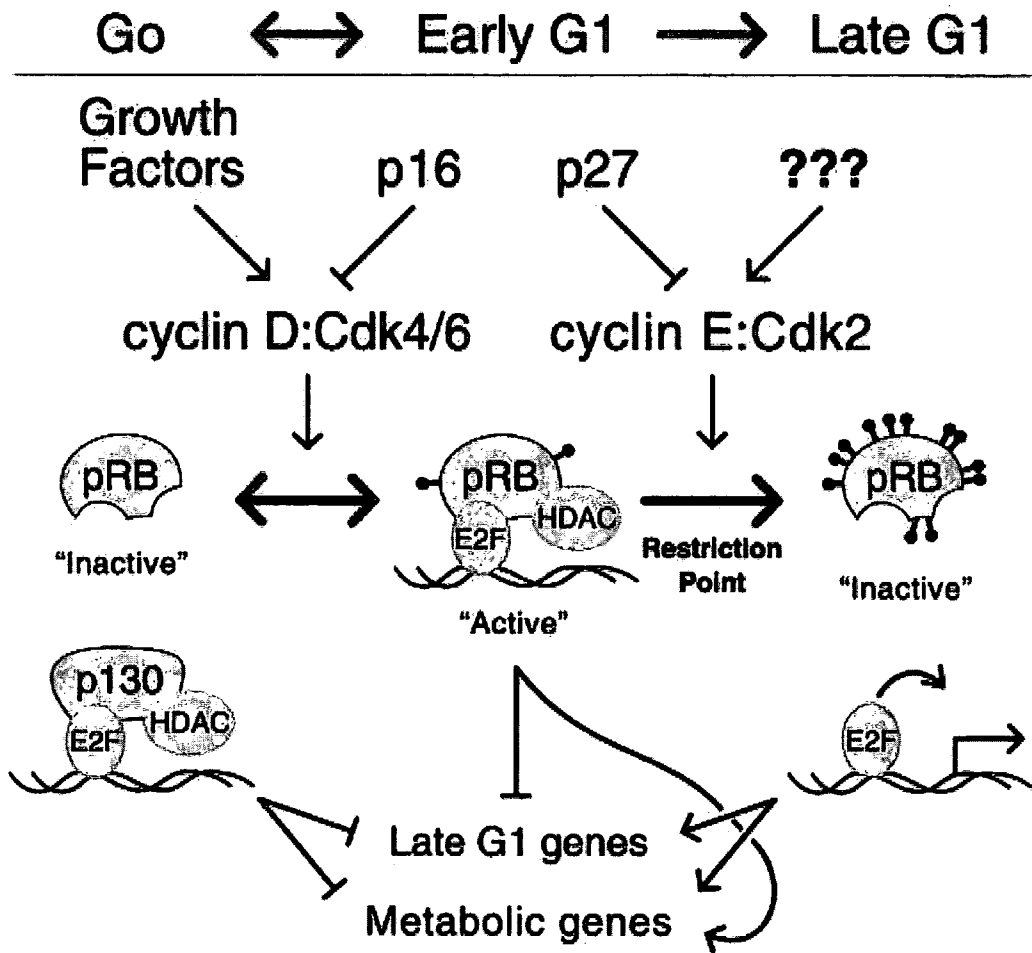 Go Early G1 Late G1
Growth
Factors p16 p27 ???
cyclin D:Cdk4/6 cyclin E:Cdk2
pRB pRB pRB
E2F HDAC
Restriction
Point
"Inactive" "Active" "Inactive"
p130
E2F HDAC E2F
Late G1 genes
Metabolic genes